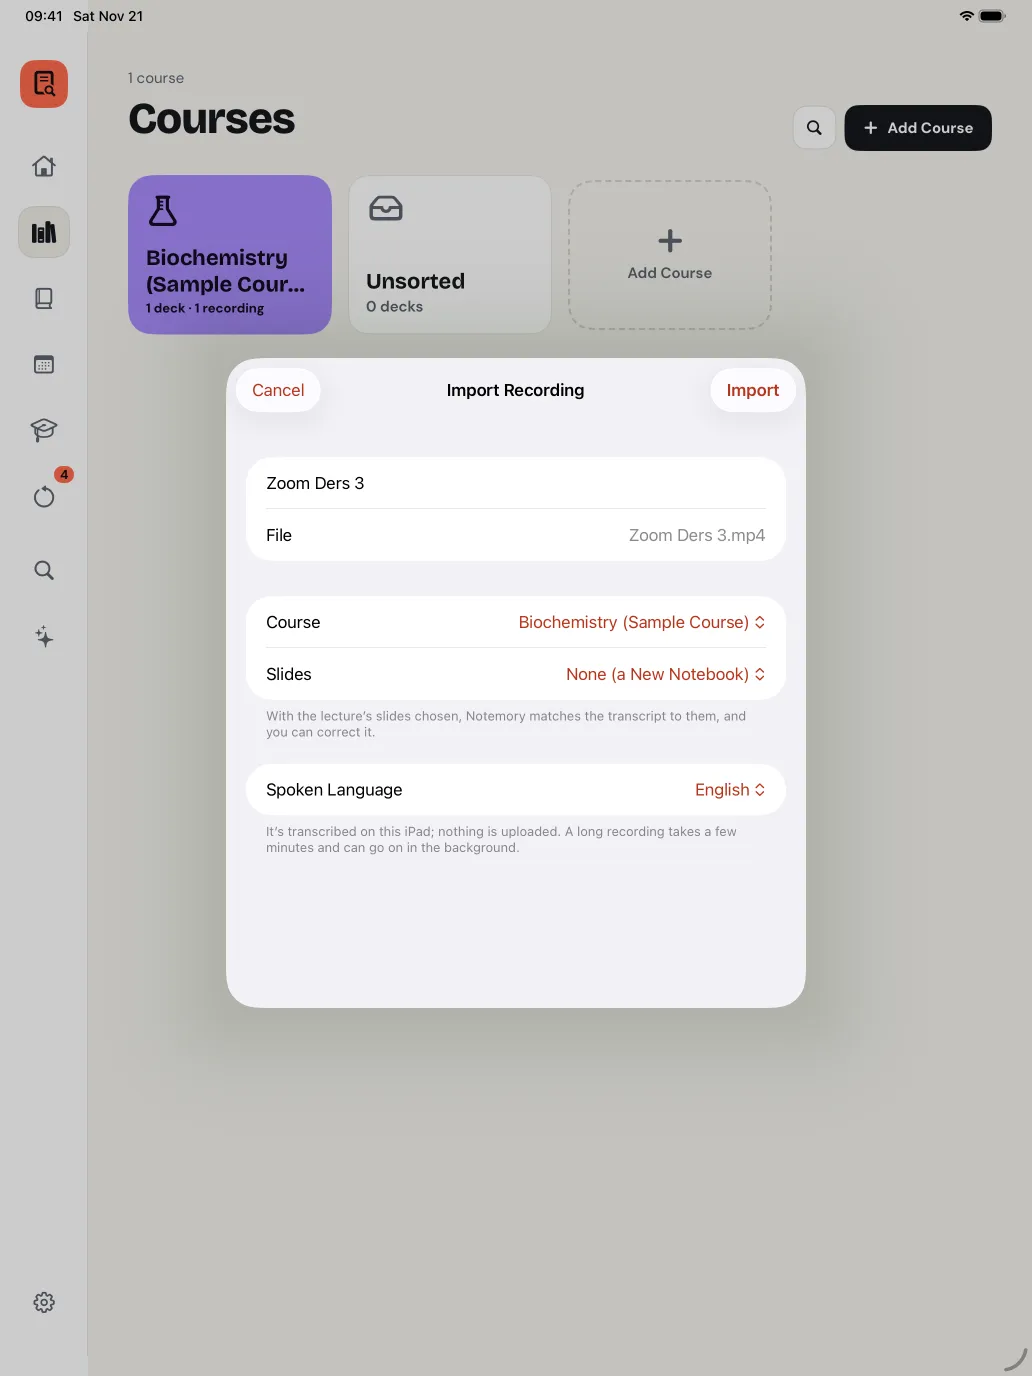 09:41 Sat Nov 21
1 course
Courses
Add Course
Biochemistry
(Sample Cour...
1 deck · 1 recording
Unsorted
0 decks
Add Course
4
Cancel
Import Recording
Import
Zoom Ders 3
File
Zoom Ders 3.mp4
Course
Biochemistry (Sample Course)
Slides
None (a New Notebook)
With the lecture's slides chosen, Notemory matches the transcript to them, and
you can correct it.
Spoken Language
English
It's transcribed on this iPad; nothing is uploaded. A long recording takes a few
minutes and can go on in the background.